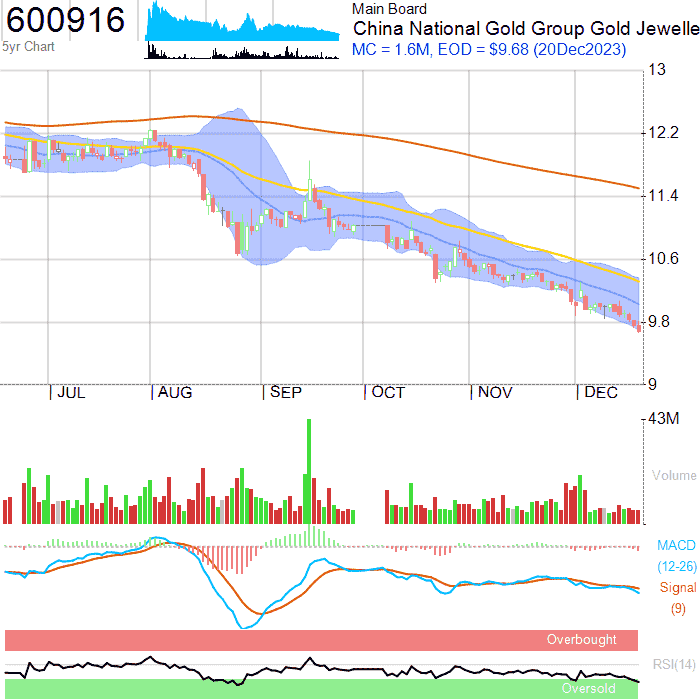 600916
5yr Chart
Main Board
China National Gold Group Gold Jewelle
MC = 1.6M, EOD = $9.68 (20Dec2023)
13
12.2
11.4
10.6
9.8
9
JUL AUG SEP OCT NOV DEC
43M
Volume
MACD
(12-26)
Signal
(9)
Overbought
RSI(14)
Oversold